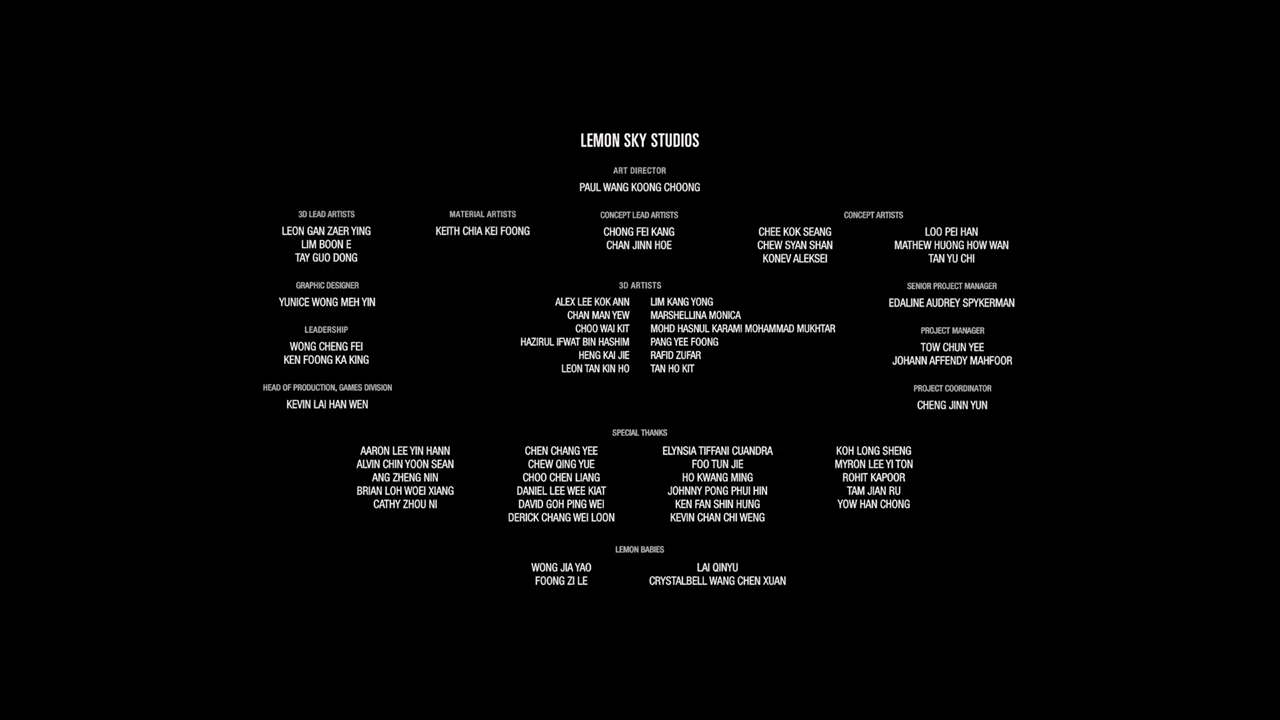 LEMON SKY STUDIOS
ART DIRECTOR
PAUL WANG KOONG CHOONG
3D LEAD ARTISTS
LEON GAN ZAER YING
LIM BOON E
TAY GUO DONG
MATERIAL ARTISTS
KEITH CHIA KEI FOONG
CONCEPT LEAD ARTISTS
CHONG FEI KANG
CHAN JINN HOE
CONCEPT ARTISTS
CHEE KOK SEANG
CHEW SYAN SHAN
KONEV ALEKSEI
LOO PEI HAN
MATHEW HUONG HOW WAN
TAN YU CHI
GRAPHIC DESIGNER
YUNICE WONG MEH YIN
LEADERSHIP
WONG CHENG FEI
KEN FOONG KA KING
HEAD OF PRODUCTION, GAMES DIVISION
KEVIN LAI HAN WEN
3D ARTISTS
ALEX LEE KOK ANN
CHAN MAN YEW
CHOO WAI KIT
HAZIRUL IFWAT BIN HASHIM
HENG KAI JIE
LEON TAN KIN HO
LIM KANG YONG
MARSHELLINA MONICA
MOHD HASNUL KARAMI MOHAMMAD MUKHTAR
PANG YEE FOONG
RAFID ZUFAR
TAN HO KIT
SENIOR PROJECT MANAGER
EDALINE AUDREY SPYKERMAN
PROJECT MANAGER
TOW CHUN YEE
JOHANN AFFENDY MAHFOOR
PROJECT COORDINATOR
CHENG JINN YUN
SPECIAL THANKS
AARON LEE YIN HANN
ALVIN CHIN YOON SEAN
ANG ZHENG NIN
BRIAN LOH WOEI XIANG
CATHY ZHOU NI
CHEN CHANG YEE
CHEW QING YUE
CHOO CHEN LIANG
DANIEL LEE WEE KIAT
DAVID GOH PING WEI
DERICK CHANG WEI LOON
ELYNSIA TIFFANI CUANDRA
FOO TUN JIE
HO KWANG MING
JOHNNY PONG PHUI HIN
KEN FAN SHIN HUNG
KEVIN CHAN CHI WENG
KOH LONG SHENG
MYRON LEE YI TON
ROHIT KAPOOR
TAM JIAN RU
YOW HAN CHONG
LEMON BABIES
WONG JIA YAO
FOONG ZI LE
LAI QINYU
CRYSTALBELL WANG CHEN XUAN